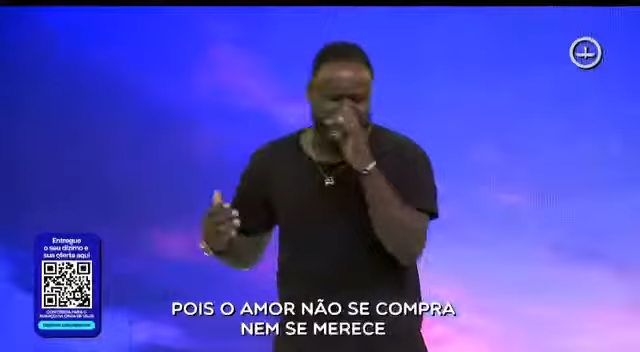 Entregue
o seu dízimo e
sua oferta aqui
POIS O AMOR NÃO SE COMPRA
NEM SE MERECE